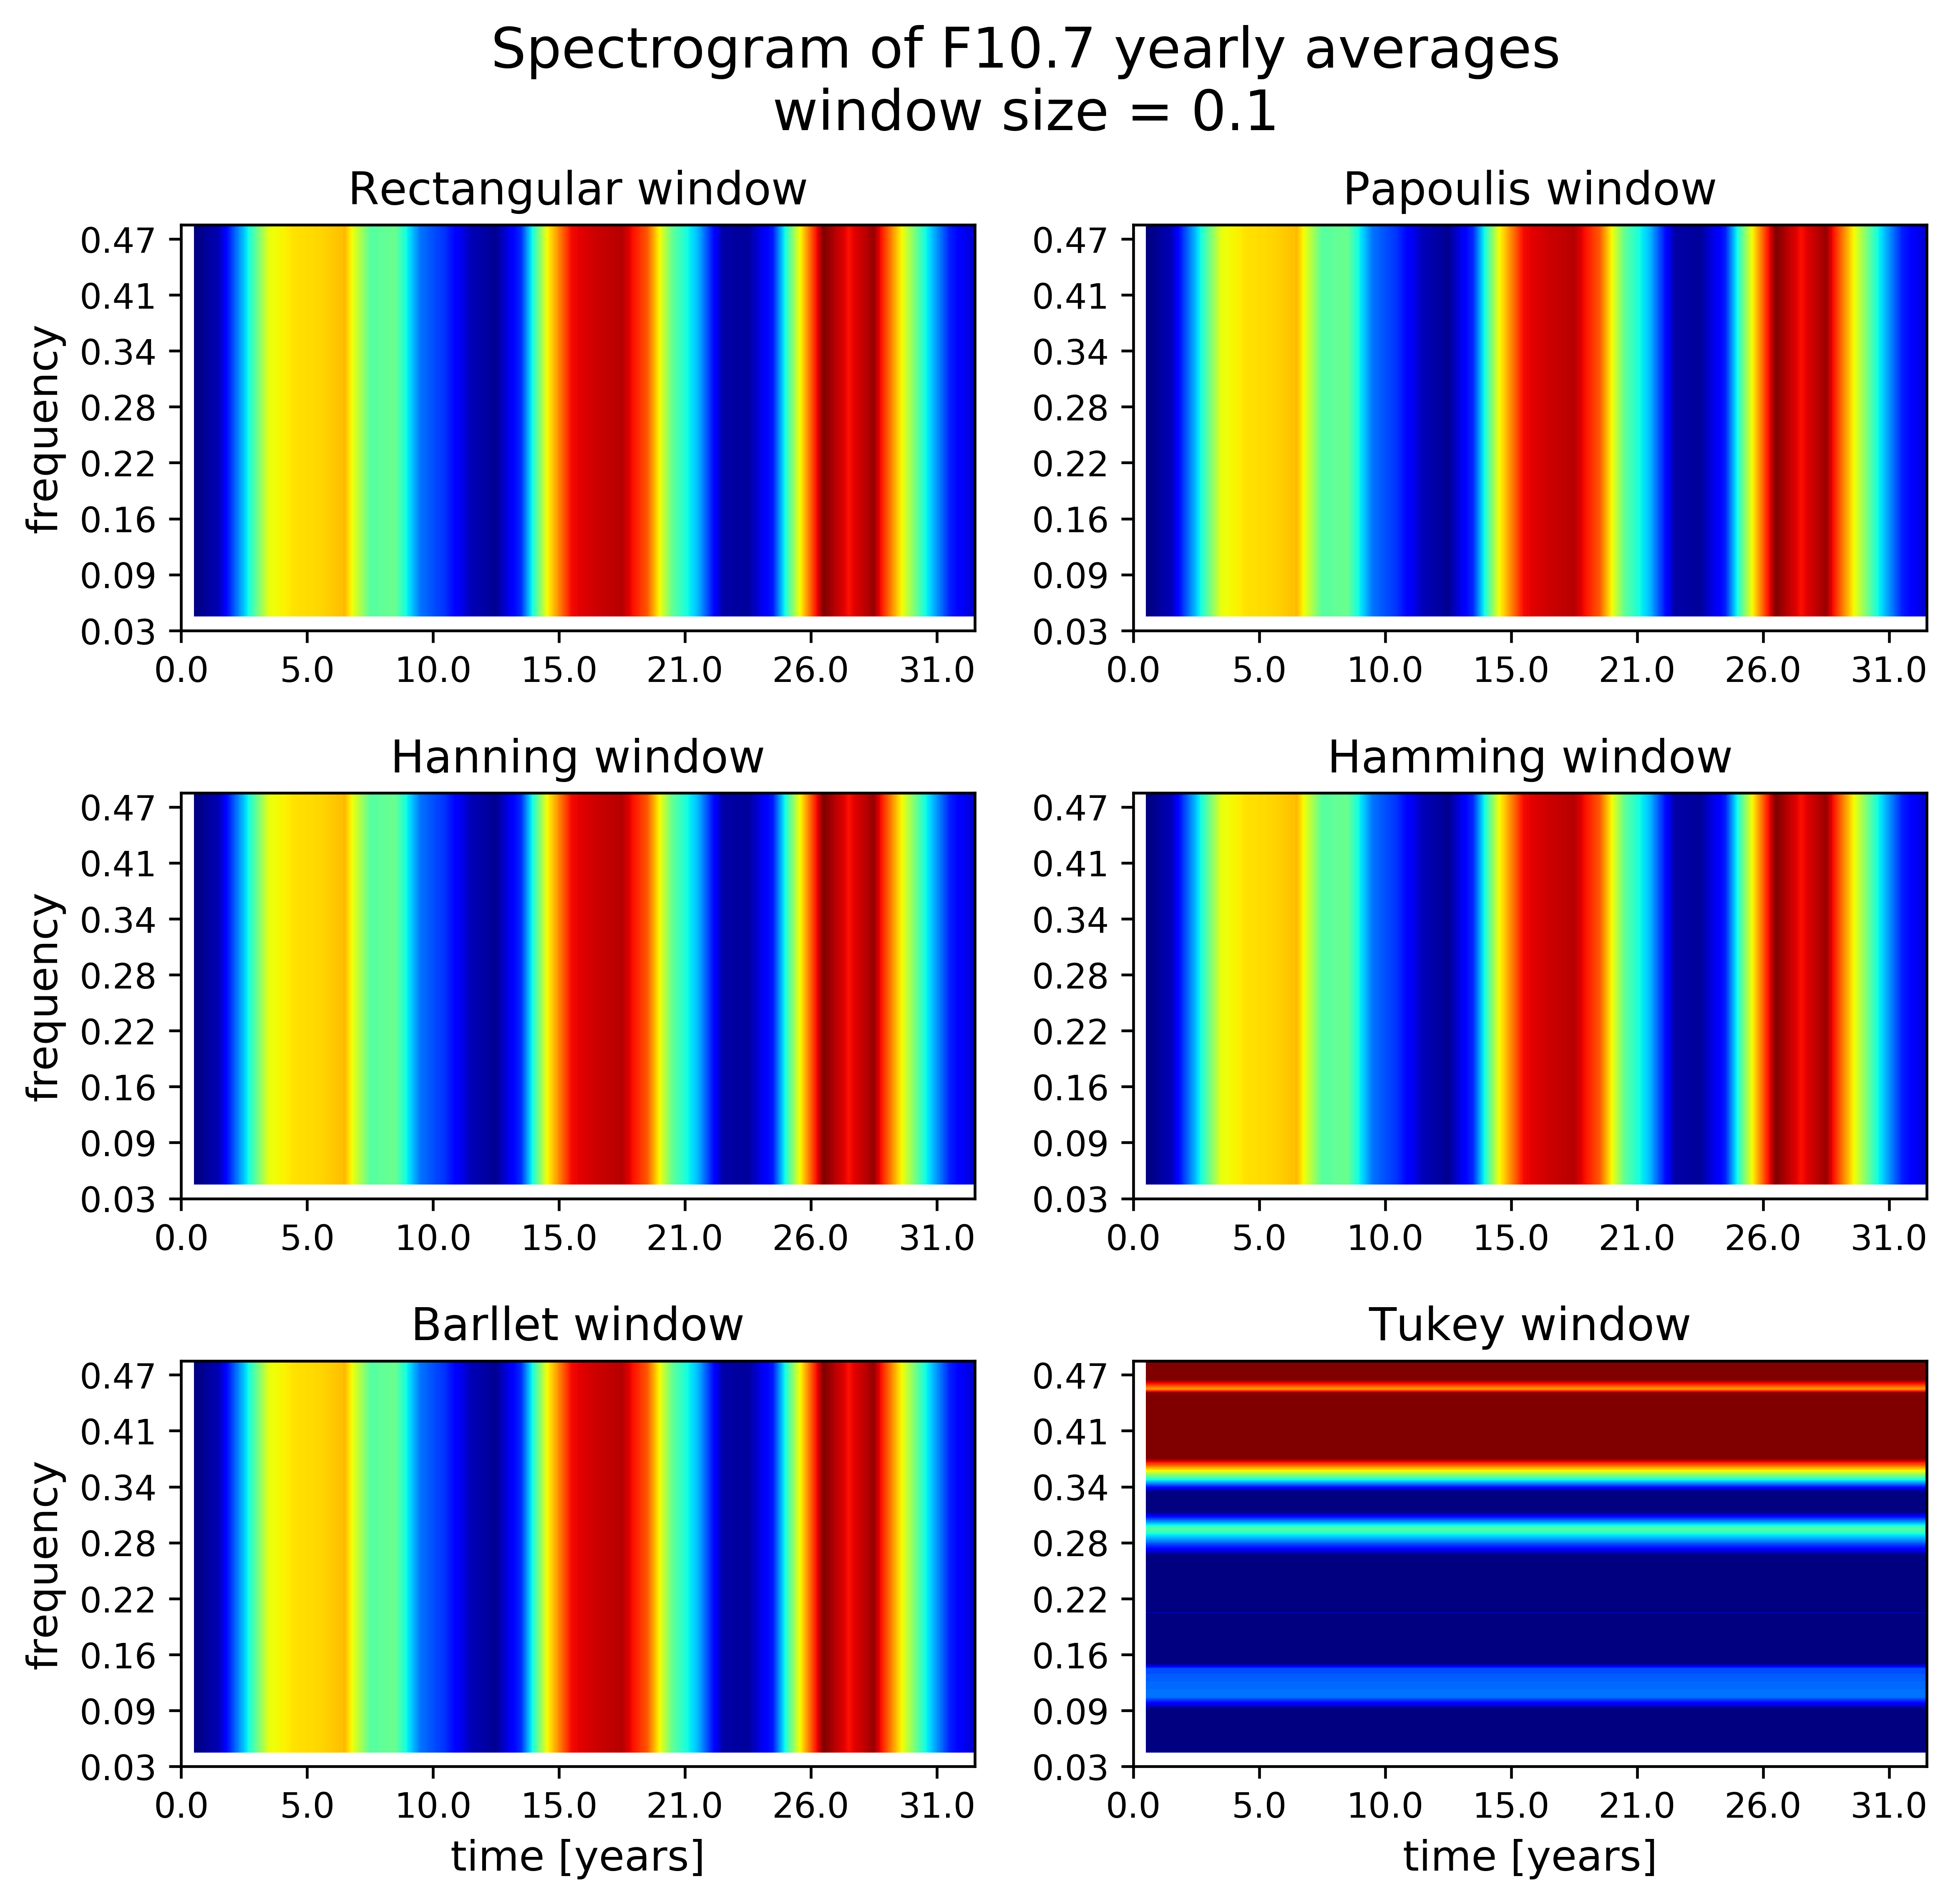 Spectrogram of F10.7 yearly averages
window size = 0.1
Rectangular window
0.47
0.41
0.34
0.28
0.22
0.16
0.09
0.03
frequency
0.0 5.0 10.0 15.0 21.0 26.0 31.0
Papoulis window
0.47
0.41
0.34
0.28
0.22
0.16
0.09
0.03
0.0 5.0 10.0 15.0 21.0 26.0 31.0
Hanning window
0.47
0.41
0.34
0.28
0.22
0.16
0.09
0.03
frequency
0.0 5.0 10.0 15.0 21.0 26.0 31.0
Hamming window
0.47
0.41
0.34
0.28
0.22
0.16
0.09
0.03
0.0 5.0 10.0 15.0 21.0 26.0 31.0
Barllet window
0.47
0.41
0.34
0.28
0.22
0.16
0.09
0.03
frequency
0.0 5.0 10.0 15.0 21.0 26.0 31.0
time [years]
Tukey window
0.47
0.41
0.34
0.28
0.22
0.16
0.09
0.03
0.0 5.0 10.0 15.0 21.0 26.0 31.0
time [years]